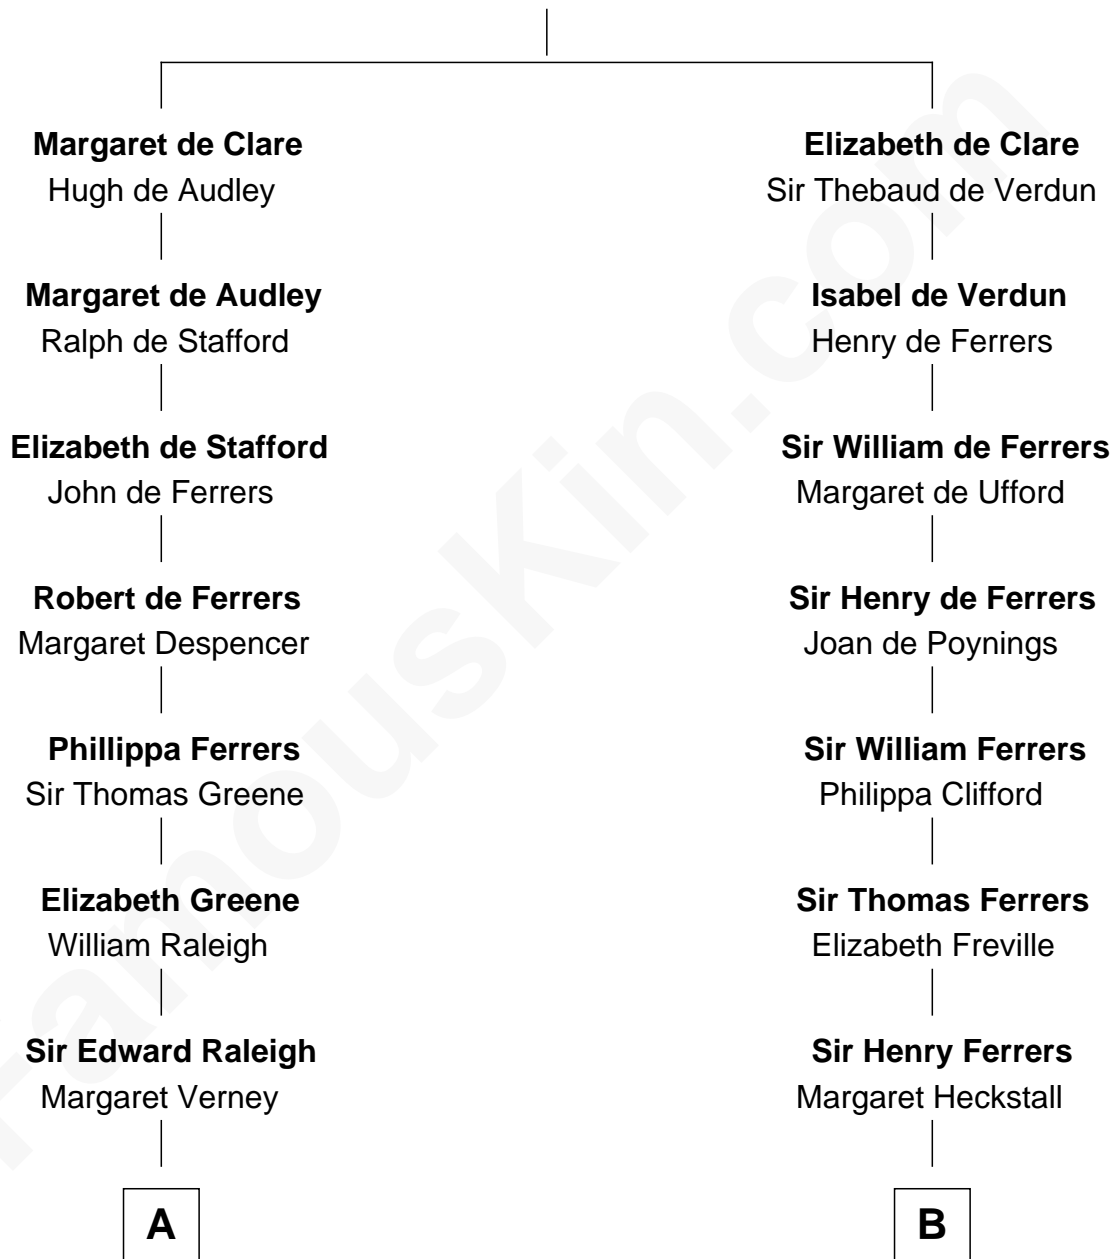 Margaret de Clare
Hugh de Audley
Margaret de Audley
Ralph de Stafford
Elizabeth de Stafford
John de Ferrers
Robert de Ferrers
Margaret Despencer
Phillippa Ferrers
Sir Thomas Greene
Elizabeth Greene
William Raleigh
Sir Edward Raleigh
Margaret Verney
A
Elizabeth de Clare
Sir Thebaud de Verdun
Isabel de Verdun
Henry de Ferrers
Sir William de Ferrers
Margaret de Ufford
Sir Henry de Ferrers
Joan de Poynings
Sir William Ferrers
Philippa Clifford
Sir Thomas Ferrers
Elizabeth Freville
Sir Henry Ferrers
Margaret Heckstall
B
FamousKin.com